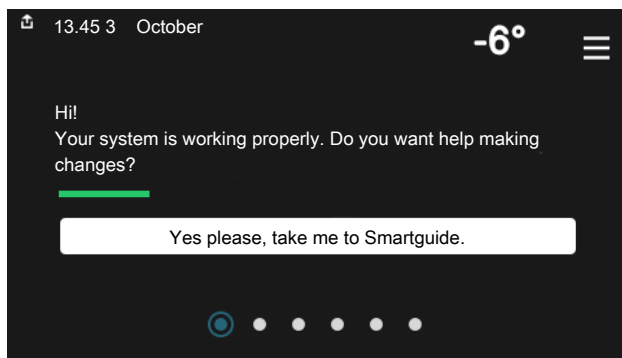 13.45 3 October
-6°
Hi!
Your system is working properly. Do you want help making
changes?
Yes please, take me to Smartguide.